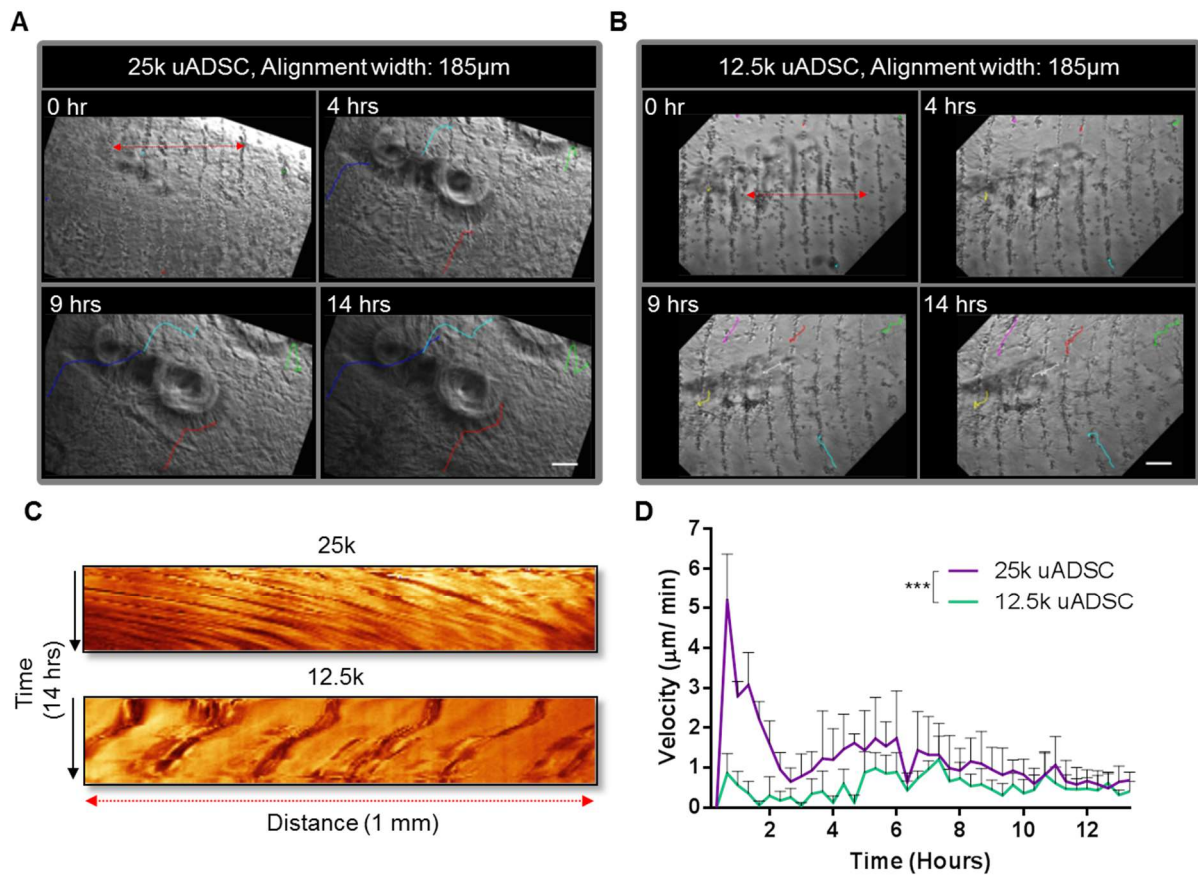 A
25k uADSC, Alignment width: 185µm
0 hr
4 hrs
9 hrs
14 hrs
B
12.5k uADSC, Alignment width: 185µm
0 hr
4 hrs
9 hrs
14 hrs
C
25k
12.5k
Time
(14 hrs)
Distance (1 mm)
D
7
6
5
4
3
2
1
0
Velocity (µm/ min)
***
25k uADSC
12.5k uADSC
2
4
6
8
10
12
Time (Hours)